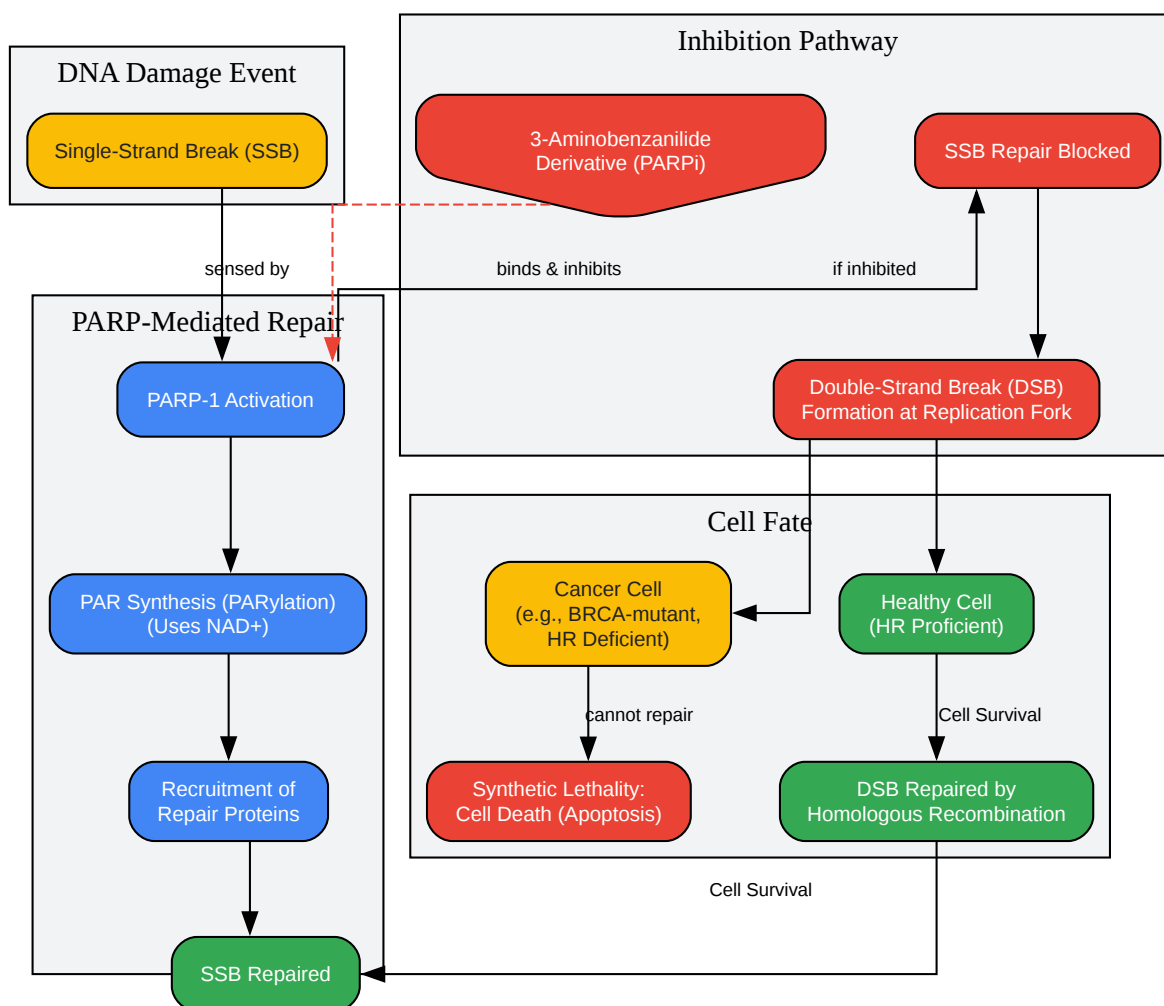 DNA Damage Event
Single-Strand Break (SSB)
Inhibition Pathway
3-Aminobenzanilide
Derivative (PARPi)
SSB Repair Blocked
sensed by
binds & inhibits
if inhibited
PARP-Mediated Repair
PARP-1 Activation
Double-Strand Break (DSB)
Formation at Replication Fork
Cell Fate
PAR Synthesis (PARylation)
(Uses NAD+)
Cancer Cell
(e.g., BRCA-mutant,
HR Deficient)
Healthy Cell
(HR Proficient)
cannot repair
Cell Survival
Recruitment of
Repair Proteins
Synthetic Lethality:
Cell Death (Apoptosis)
DSB Repaired by
Homologous Recombination
Cell Survival
SSB Repaired